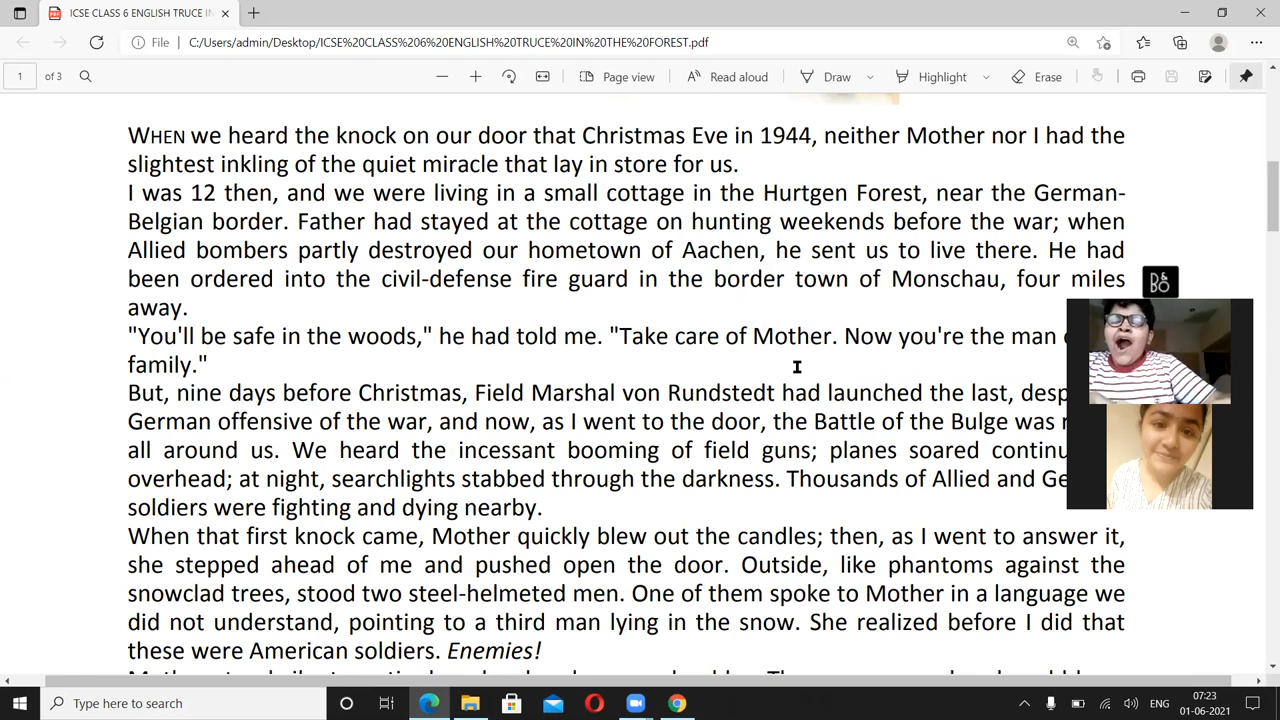 ICSE CLASS 6 ENGLISH TRUCE IN
File C:/Users/admin/Desktop/ICSE%20CLASS%206%20ENGLISH%20TRUCE%20IN%20THE%20FOREST.pdf
1 of 3 Page view Read aloud Draw Highlight Erase
WHEN we heard the knock on our door that Christmas Eve in 1944, neither Mother nor I had the
slightest inkling of the quiet miracle that lay in store for us.
I was 12 then, and we were living in a small cottage in the Hurtgen Forest, near the German-
Belgian border. Father had stayed at the cottage on hunting weekends before the war; when
Allied bombers partly destroyed our hometown of Aachen, he sent us to live there. He had
been ordered into the civil-defense fire guard in the border town of Monschau, four miles
away.
"You'll be safe in the woods," he had told me. "Take care of Mother. Now you're the man
family."
But, nine days before Christmas, Field Marshal von Rundstedt had launched the last,
German offensive of the war, and now, as I went to the door, the Battle of the Bulge was
all around us. We heard the incessant booming of field guns; planes soared
overhead; at night, searchlights stabbed through the darkness. Thousands of Allied and
soldiers were fighting and dying nearby.
When that first knock came, Mother quickly blew out the candles; then, as I went to answer it,
she stepped ahead of me and pushed open the door. Outside, like phantoms against the
snowclad trees, stood two steel-helmeted men. One of them spoke to Mother in a language we
did not understand, pointing to a third man lying in the snow. She realized before I did that
these were American soldiers. Enemies!
B&O
Type here to search
ENG
07:23
01-06-2021